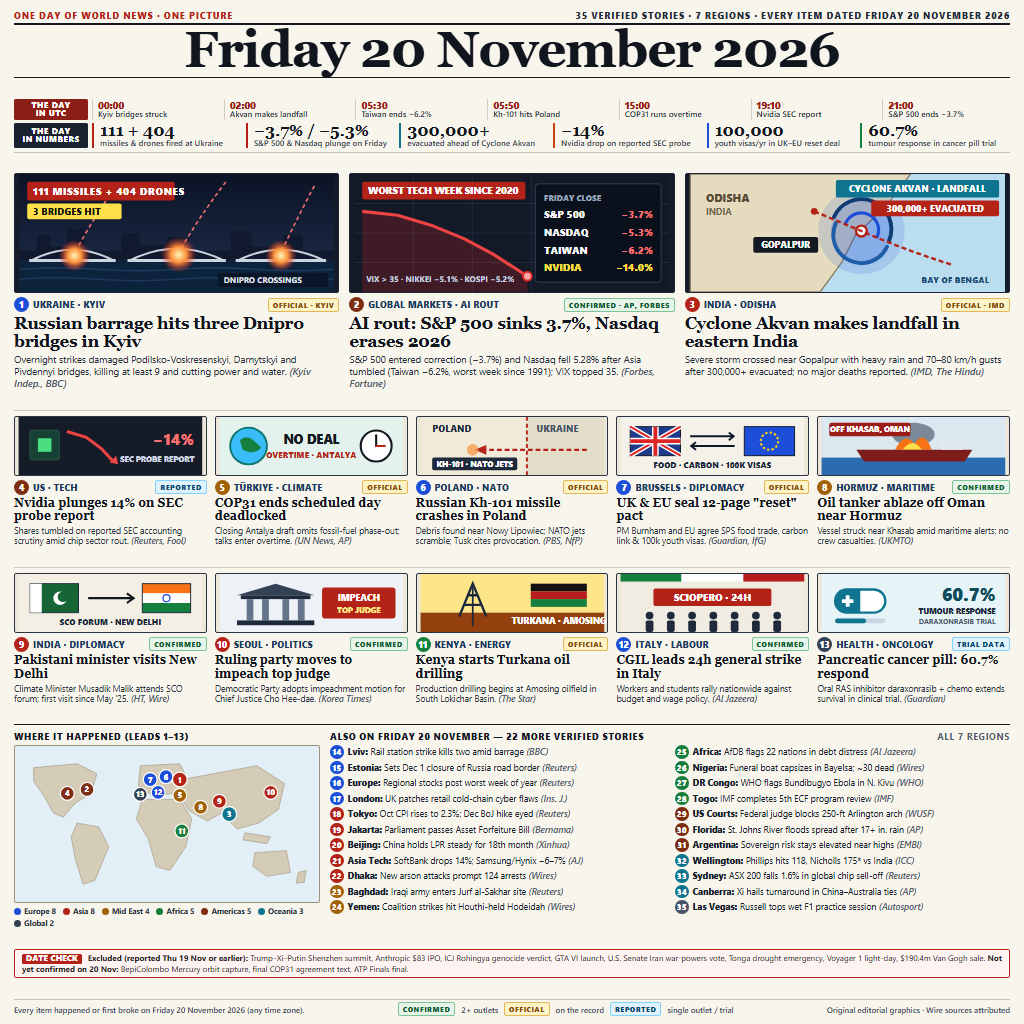 ONE DAY OF WORLD NEWS · ONE PICTURE
35 VERIFIED STORIES · 7 REGIONS · EVERY ITEM DATED FRIDAY 20 NOVEMBER 2026
Friday 20 November 2026
THE DAY
IN UTC
00:00
Kyiv bridges struck
02:00
Akvan makes landfall
05:30
Taiwan ends −6.2%
05:50
Kh-101 hits Poland
15:00
COP31 runs overtime
19:10
Nvidia SEC report
21:00
S&P 500 ends −3.7%
THE DAY
IN NUMBERS
111 + 404
missiles & drones fired at Ukraine
−3.7% / −5.3%
S&P 500 & Nasdaq plunge on Friday
300,000+
evacuated ahead of Cyclone Akvan
−14%
Nvidia drop on reported SEC probe
100,000
youth visas/yr in UK–EU reset deal
60.7%
tumour response in cancer pill trial
111 MISSILES + 404 DRONES
3 BRIDGES HIT
DNIPRO CROSSINGS
1 UKRAINE · KYIV
OFFICIAL · KYIV
Russian barrage hits three Dnipro
bridges in Kyiv
Overnight strikes damaged Podilsko-Voskresenskyi, Darnytskyi and
Pivdennyi bridges, killing at least 9 and cutting power and water. (Kyiv
Indep., BBC)
WORST TECH WEEK SINCE 2020
FRIDAY CLOSE
S&P 500 −3.7%
NASDAQ −5.3%
TAIWAN −6.2%
NVIDIA −14.0%
VIX > 35 · NIKKEI −5.1% · KOSPI −5.2%
2 GLOBAL MARKETS · AI ROUT
CONFIRMED · AP, FORBES
AI rout: S&P 500 sinks 3.7%, Nasdaq
erases 2026
S&P 500 entered correction (−3.7%) and Nasdaq fell 5.28% after Asia
tumbled (Taiwan −6.2%, worst week since 1991); VIX topped 35. (Forbes,
Fortune)
ODISHA
INDIA
CYCLONE AKVAN · LANDFALL
300,000+ EVACUATED
GOPALPUR
BAY OF BENGAL
3 INDIA · ODISHA
OFFICIAL · IMD
Cyclone Akvan makes landfall in
eastern India
Severe storm crossed near Gopalpur with heavy rain and 70–80 km/h gusts
after 300,000+ evacuated; no major deaths reported. (IMD, The Hindu)
−14%
SEC PROBE REPORT
4 US · TECH
REPORTED
Nvidia plunges 14% on SEC
probe report
Shares tumbled on reported SEC accounting
scrutiny amid chip sector rout. (Reuters, Fool)
NO DEAL
OVERTIME · ANTALYA
5 TÜRKIYE · CLIMATE
OFFICIAL
COP31 ends scheduled day
deadlocked
Closing Antalya draft omits fossil-fuel phase-out;
talks enter overtime. (UN News, AP)
POLAND
UKRAINE
KH-101 · NATO JETS
6 POLAND · NATO
OFFICIAL
Russian Kh-101 missile
crashes in Poland
Debris found near Nowy Lipowiec; NATO jets
scramble; Tusk cites provocation. (PBS, NfP)
FOOD · CARBON · 100K VISAS
7 BRUSSELS · DIPLOMACY
OFFICIAL
UK & EU seal 12-page "reset"
pact
PM Burnham and EU agree SPS food trade, carbon
link & 100k youth visas. (Guardian, IfG)
OFF KHASAB, OMAN
8 HORMUZ · MARITIME
CONFIRMED
Oil tanker ablaze off Oman
near Hormuz
Vessel struck near Khasab amid maritime alerts; no
crew casualties. (UKMTO)
SCO FORUM · NEW DELHI
9 INDIA · DIPLOMACY
CONFIRMED
Pakistani minister visits New
Delhi
Climate Minister Musadik Malik attends SCO
forum; first visit since May '25. (HT, Wire)
IMPEACH
TOP JUDGE
10 SEOUL · POLITICS
CONFIRMED
Ruling party moves to
impeach top judge
Democratic Party adopts impeachment motion for
Chief Justice Cho Hee-dae. (Korea Times)
TURKANA · AMOSING
11 KENYA · ENERGY
OFFICIAL
Kenya starts Turkana oil
drilling
Production drilling begins at Amosing oilfield in
South Lokichar Basin. (The Star)
SCIOPERO · 24H
12 ITALY · LABOUR
CONFIRMED
CGIL leads 24h general strike
in Italy
Workers and students rally nationwide against
budget and wage policy. (Al Jazeera)
60.7%
TUMOUR RESPONSE
DARAXONRASIB TRIAL
13 HEALTH · ONCOLOGY
TRIAL DATA
Pancreatic cancer pill: 60.7%
respond
Oral RAS inhibitor daraxonrasib + chemo extends
survival in clinical trial. (Guardian)
WHERE IT HAPPENED (LEADS 1–13)
4
2
7
6
1
13
12
5
8
9
3
10
11
Europe 8 Asia 8 Mid East 4 Africa 5 Americas 5 Oceania 3
Global 2
ALSO ON FRIDAY 20 NOVEMBER — 22 MORE VERIFIED STORIES
ALL 7 REGIONS
14 Lviv: Rail station strike kills two amid barrage (BBC)
15 Estonia: Sets Dec 1 closure of Russia road border (Reuters)
16 Europe: Regional stocks post worst week of year (Reuters)
17 London: UK patches retail cold-chain cyber flaws (Ins. J.)
18 Tokyo: Oct CPI rises to 2.3%; Dec BoJ hike eyed (Reuters)
19 Jakarta: Parliament passes Asset Forfeiture Bill (Bernama)
20 Beijing: China holds LPR steady for 18th month (Xinhua)
21 Asia Tech: SoftBank drops 14%; Samsung/Hynix −6–7% (AJ)
22 Dhaka: New arson attacks prompt 124 arrests (Wires)
23 Baghdad: Iraqi army enters Jurf al-Sakhar site (Reuters)
24 Yemen: Coalition strikes hit Houthi-held Hodeidah (Wires)
25 Africa: AfDB flags 22 nations in debt distress (Al Jazeera)
26 Nigeria: Funeral boat capsizes in Bayelsa; ~30 dead (Wires)
27 DR Congo: WHO flags Bundibugyo Ebola in N. Kivu (WHO)
28 Togo: IMF completes 5th ECF program review (IMF)
29 US Courts: Federal judge blocks 250-ft Arlington arch (WUSF)
30 Florida: St. Johns River floods spread after 17+ in. rain (AP)
31 Argentina: Sovereign risk stays elevated near highs (EMBI)
32 Wellington: Phillips hits 118, Nicholls 175* vs India (ICC)
33 Sydney: ASX 200 falls 1.6% in global chip sell-off (Reuters)
34 Canberra: Xi hails turnaround in China–Australia ties (AP)
35 Las Vegas: Russell tops wet F1 practice session (Autosport)
DATE CHECK Excluded (reported Thu 19 Nov or earlier): Trump–Xi–Putin Shenzhen summit, Anthropic $83 IPO, ICJ Rohingya genocide verdict, GTA VI launch, U.S. Senate Iran war-powers vote, Tonga drought emergency, Voyager 1 light-day, $190.4m Van Gogh sale. Not
yet confirmed on 20 Nov: BepiColombo Mercury orbit capture, final COP31 agreement text, ATP Finals final.
Every item happened or first broke on Friday 20 November 2026 (any time zone).
CONFIRMED 2+ outlets OFFICIAL on the record REPORTED single outlet / trial
Original editorial graphics · Wire sources attributed